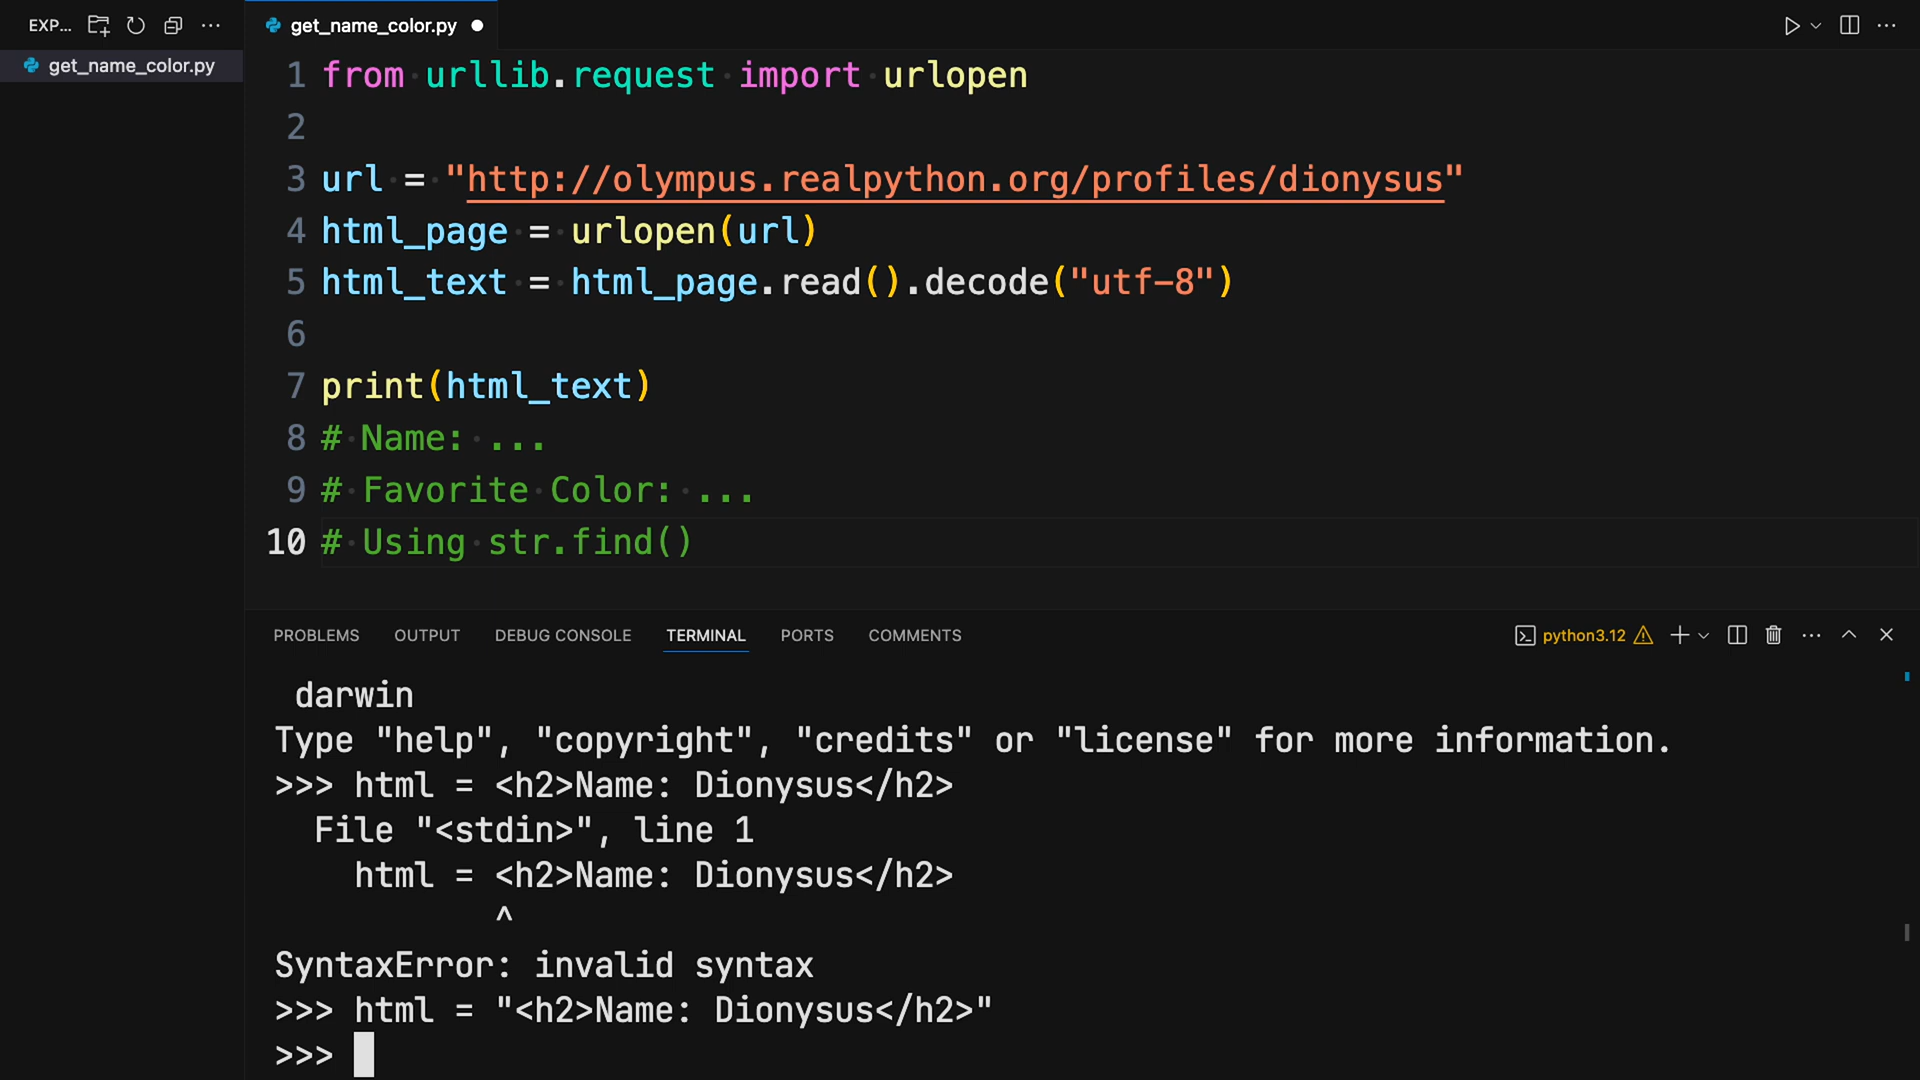 EXP...
get_name_color.py
get_name_color.py
1 from urllib.request import urlopen
2
3 url = "http://olympus.realpython.org/profiles/dionysus"
4 html_page = urlopen(url)
5 html_text = html_page.read().decode("utf-8")
6
7 print(html_text)
8 # Name: ...
9 # Favorite Color: ...
10 # Using str.find()
PROBLEMS OUTPUT DEBUG CONSOLE TERMINAL PORTS COMMENTS python3.12
darwin
Type "help", "copyright", "credits" or "license" for more information.
>>> html = <h2>Name: Dionysus</h2>
File "<stdin>", line 1
html = <h2>Name: Dionysus</h2>
^
SyntaxError: invalid syntax
>>> html = "<h2>Name: Dionysus</h2>"
>>>